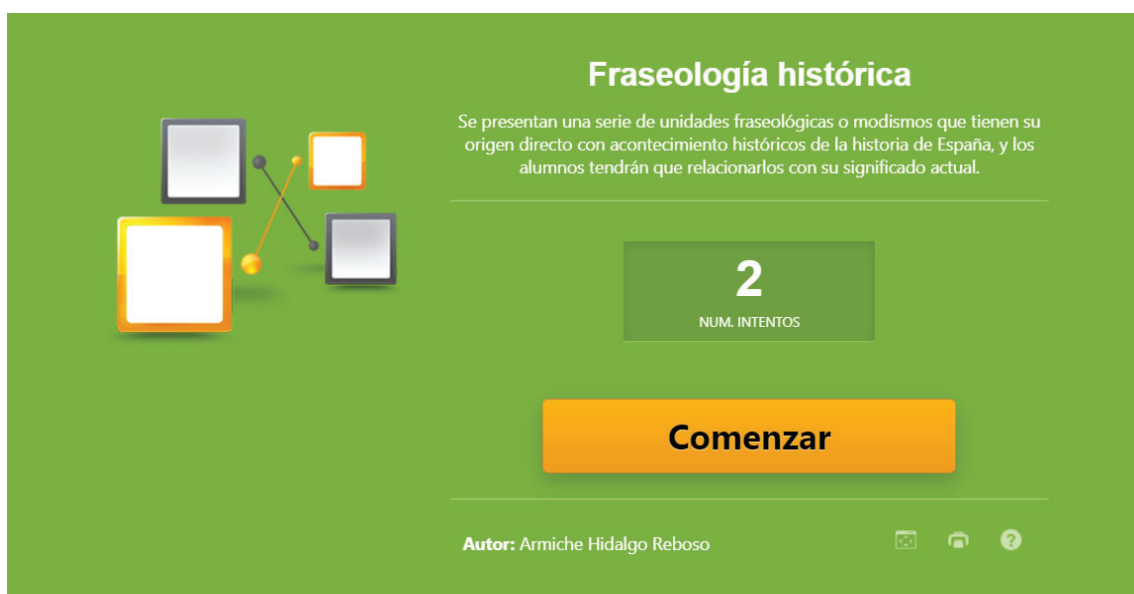 Fraseología histórica
Se presentan una serie de unidades fraseológicas o modismos que tienen su
origen directo con acontecimiento históricos de la historia de España, y los
alumnos tendrán que relacionarlos con su significado actual.
2
NUM. INTENTOS
Comenzar
Autor: Armiche Hidalgo Reboso
?